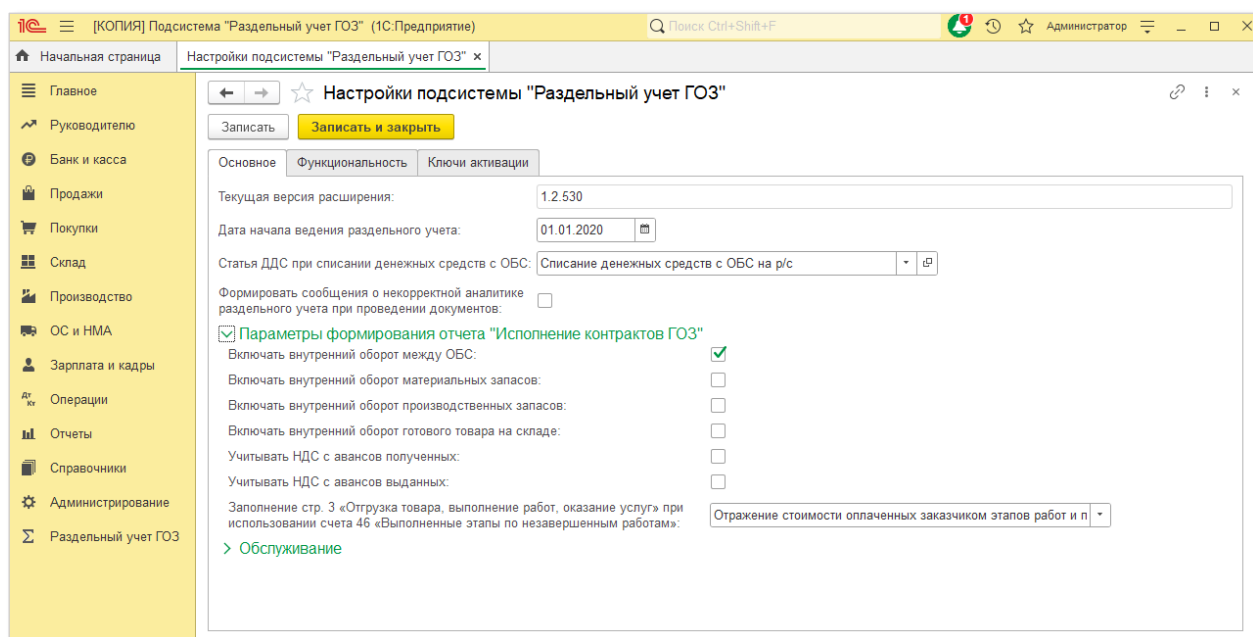 1С [КОПИЯ] Подсистема "Раздельный учет ГОЗ" (1С:Предприятие) Поиск Ctrl+Shift+F 1 Администратор
Начальная страница Настройки подсистемы "Раздельный учет ГОЗ" ×
Главное
Руководителю
Банк и касса
Продажи
Покупки
Склад
Производство
ОС и НМА
Зарплата и кадры
Дт Кт Операции
Отчеты
Справочники
Администрирование
Раздельный учет ГОЗ
Настройки подсистемы "Раздельный учет ГОЗ"
Записать Записать и закрыть
Основное Функциональность Ключи активации
Текущая версия расширения: 1.2.530
Дата начала ведения раздельного учета: 01.01.2020
Статья ДДС при списании денежных средств с ОБС: Списание денежных средств с ОБС на р/с
Формировать сообщения о некорректной аналитике
раздельного учета при проведении документов:
Параметры формирования отчета "Исполнение контрактов ГОЗ"
Включать внутренний оборот между ОБС:
Включать внутренний оборот материальных запасов:
Включать внутренний оборот производственных запасов:
Включать внутренний оборот готового товара на складе:
Учитывать НДС с авансов полученных:
Учитывать НДС с авансов выданных:
Заполнение стр. 3 «Отгрузка товара, выполнение работ, оказание услуг» при
использовании счета 46 «Выполненные этапы по незавершенным работам»: Отражение стоимости оплаченных заказчиком этапов работ и п
Обслуживание